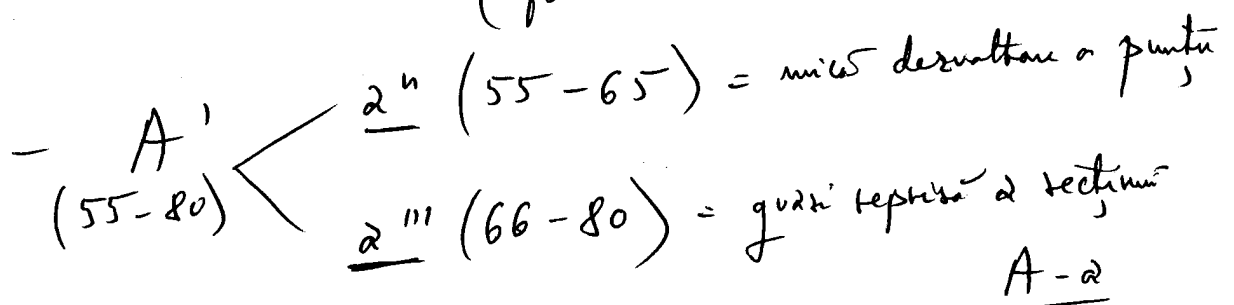 a'' (55-65) = mică dezvoltare a punții
- A'
(55-80)
a''' (66-80) = quasi repriză a secțiunii
A - a